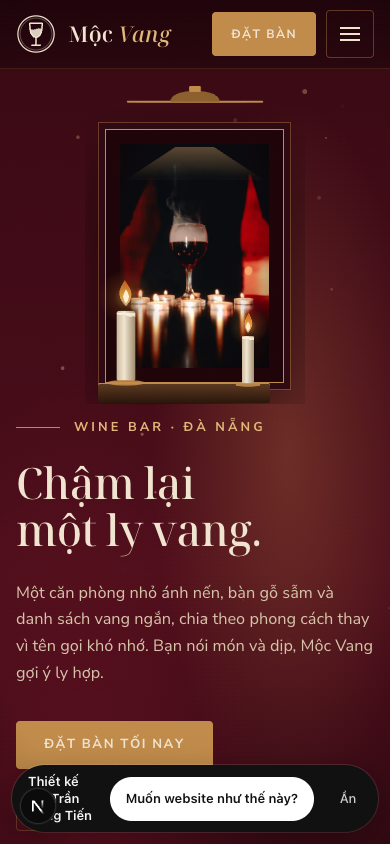 Mộc Vang
ĐẶT BÀN
WINE BAR · ĐÀ NẴNG
Chậm lại
một ly vang.
Một căn phòng nhỏ ánh nến, bàn gỗ sẫm và
danh sách vang ngắn, chia theo phong cách thay
vì tên gọi khó nhớ. Bạn nói món và dịp, Mộc Vang
gợi ý ly hợp.
ĐẶT BÀN TỐI NAY
Thiết kế
Trần
Tiến
Muốn website như thế này?
Ẩn
N